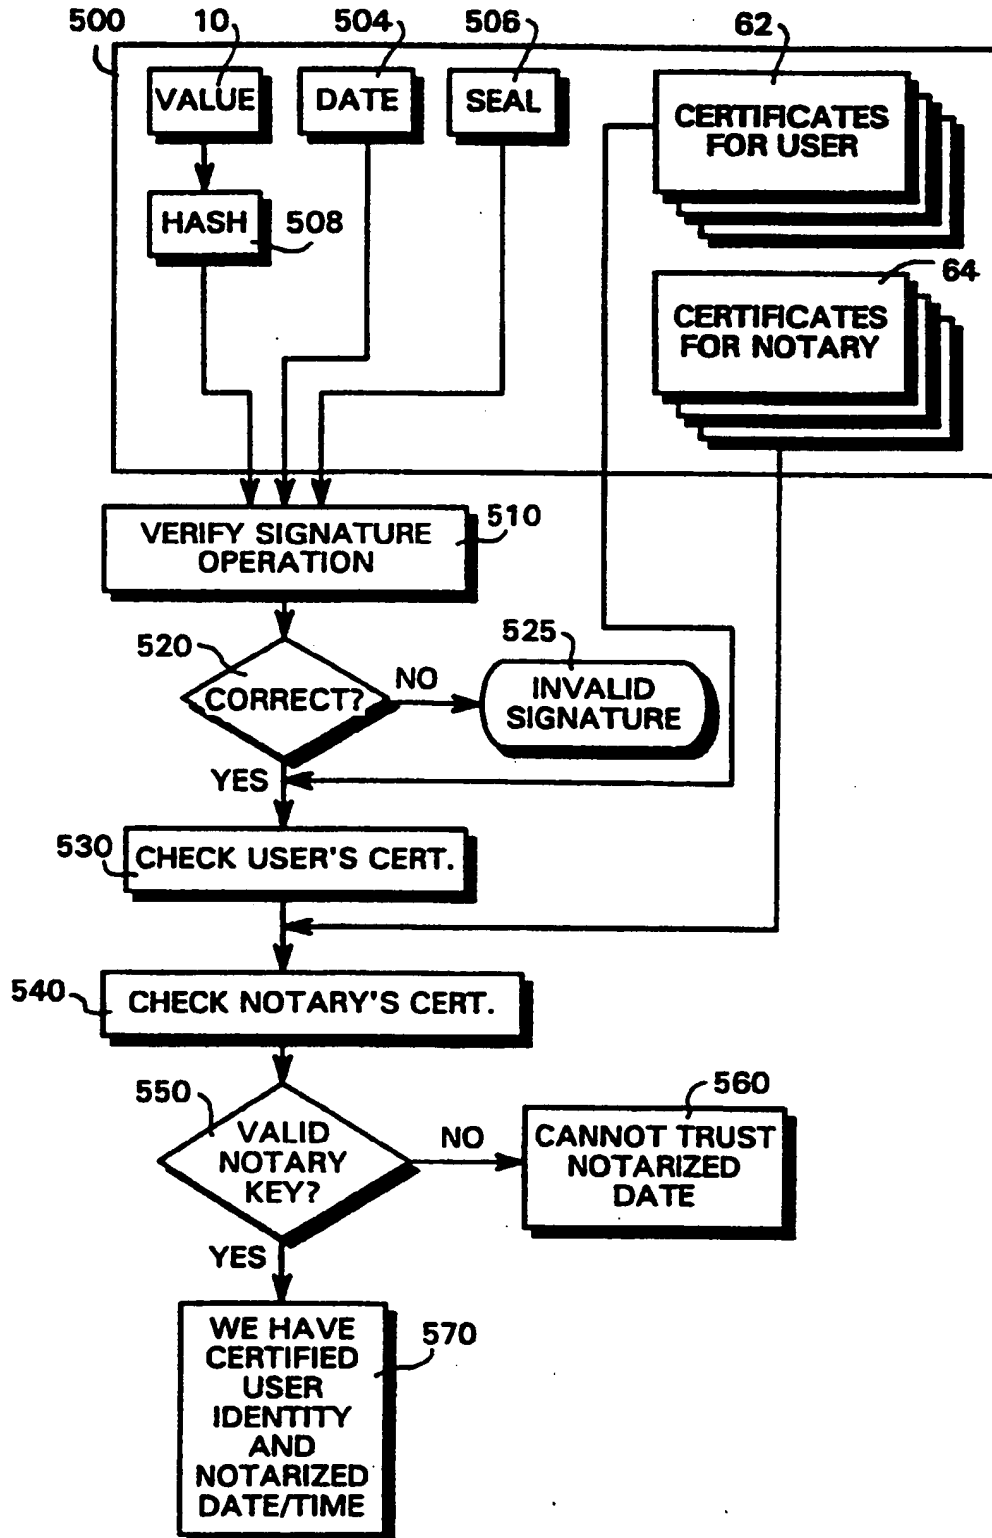 500
10
504
506
62
VALUE
DATE
SEAL
CERTIFICATES
FOR USER
HASH
508
64
CERTIFICATES
FOR NOTARY
VERIFY SIGNATURE
OPERATION
510
520
CORRECT?
NO
525
INVALID
SIGNATURE
YES
530
CHECK USER'S CERT.
540
CHECK NOTARY'S CERT.
550
VALID
NOTARY
KEY?
NO
560
CANNOT TRUST
NOTARIZED
DATE
YES
WE HAVE
CERTIFIED
USER
IDENTITY
AND
NOTARIZED
DATE/TIME
570